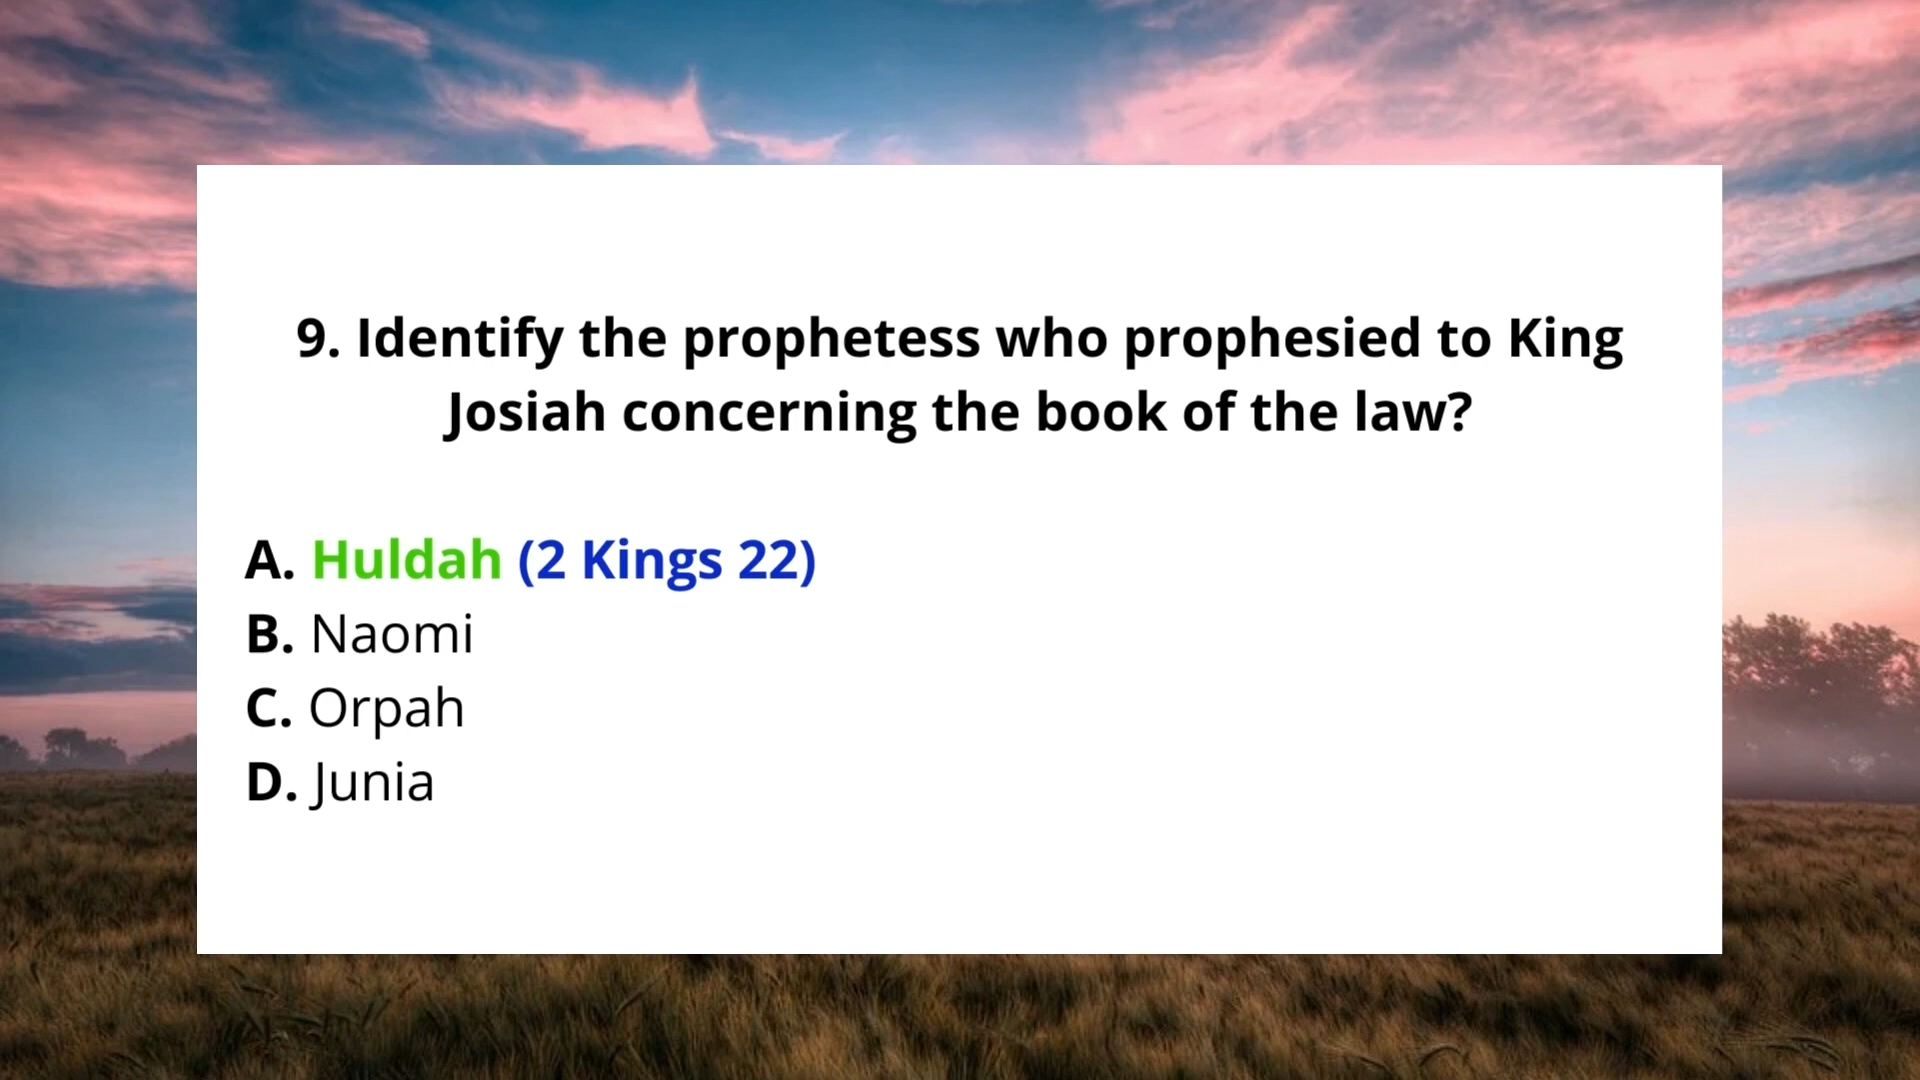 9. Identify the prophetess who prophesied to King
Josiah concerning the book of the law?
A. Huldah (2 Kings 22)
B. Naomi
C. Orpah
D. Junia